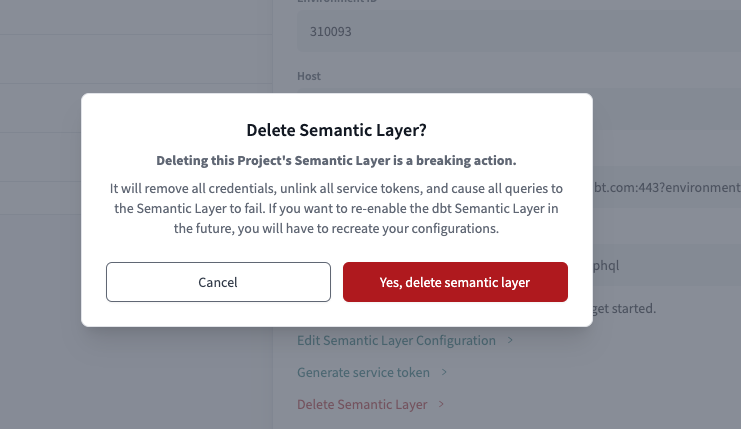 310093
Host
Delete Semantic Layer?
Deleting this Project's Semantic Layer is a breaking action.
It will remove all credentials, unlink all service tokens, and cause all queries to
the Semantic Layer to fail. If you want to re-enable the dbt Semantic Layer in
the future, you will have to recreate your configurations.
Cancel
Yes, delete semantic layer
bt.com:443?environment
phql
get started.
Edit Semantic Layer Configuration
Generate service token
Delete Semantic Layer